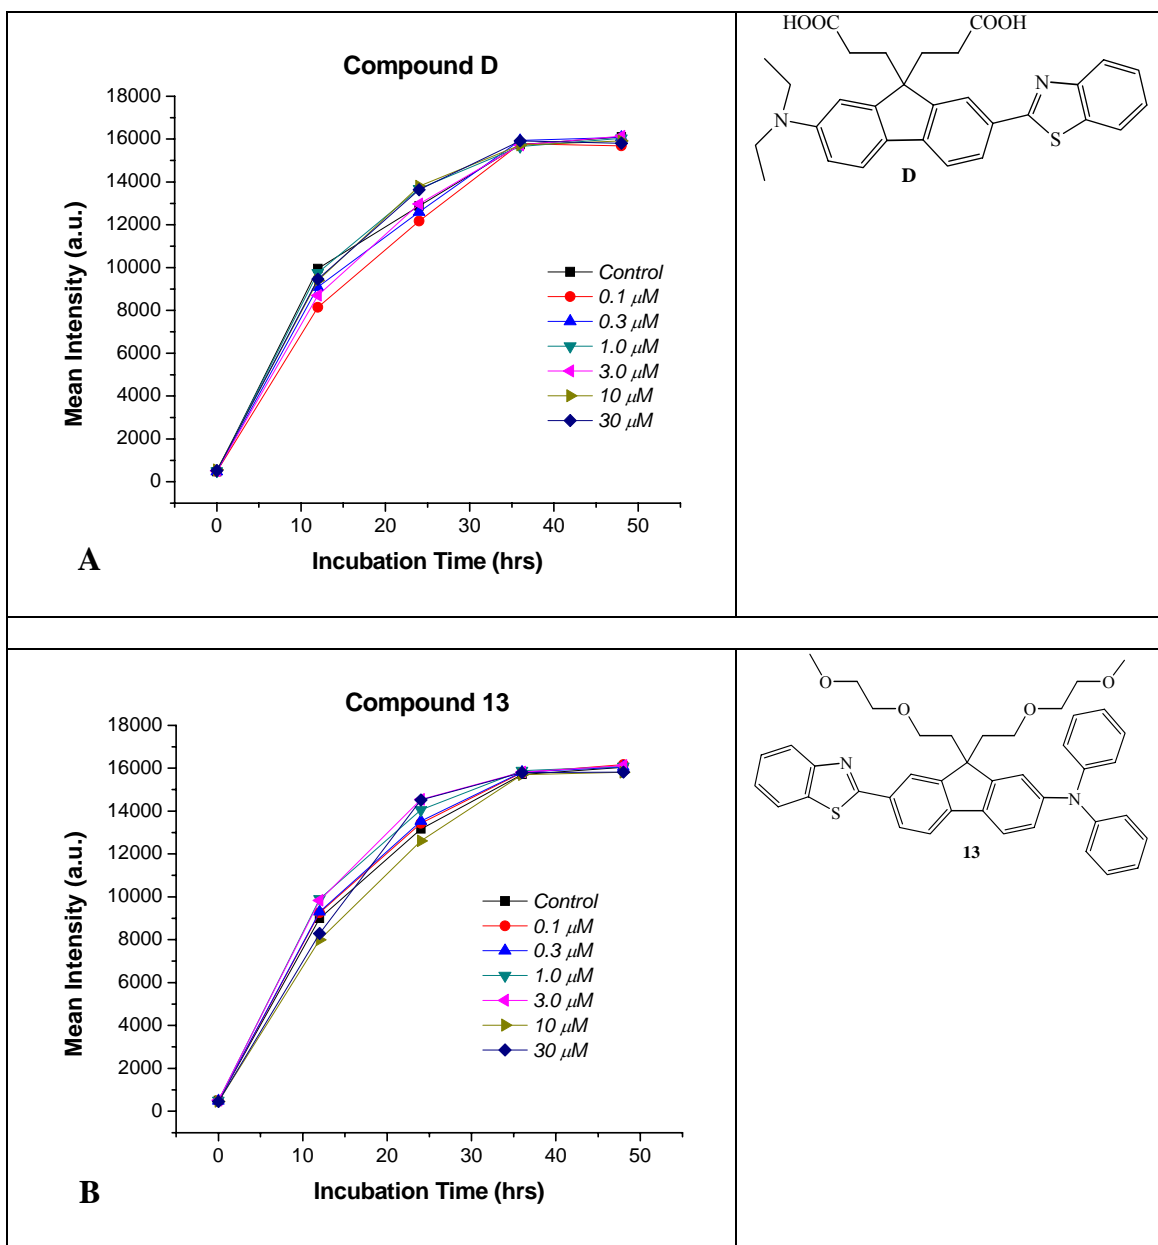 Compound D
18000
16000
14000
12000
10000
8000
6000
4000
2000
0
Mean Intensity (a.u.)
Control
0.1 μM
0.3 μM
1.0 μM
3.0 μM
10 μM
30 μM
0 10 20 30 40 50
Incubation Time (hrs)
A
HOOC COOH
N
N
S
D
Compound 13
18000
16000
14000
12000
10000
8000
6000
4000
2000
0
Mean Intensity (a.u.)
Control
0.1 μM
0.3 μM
1.0 μM
3.0 μM
10 μM
30 μM
0 10 20 30 40 50
Incubation Time (hrs)
B
O O
O O
N
S
N
13